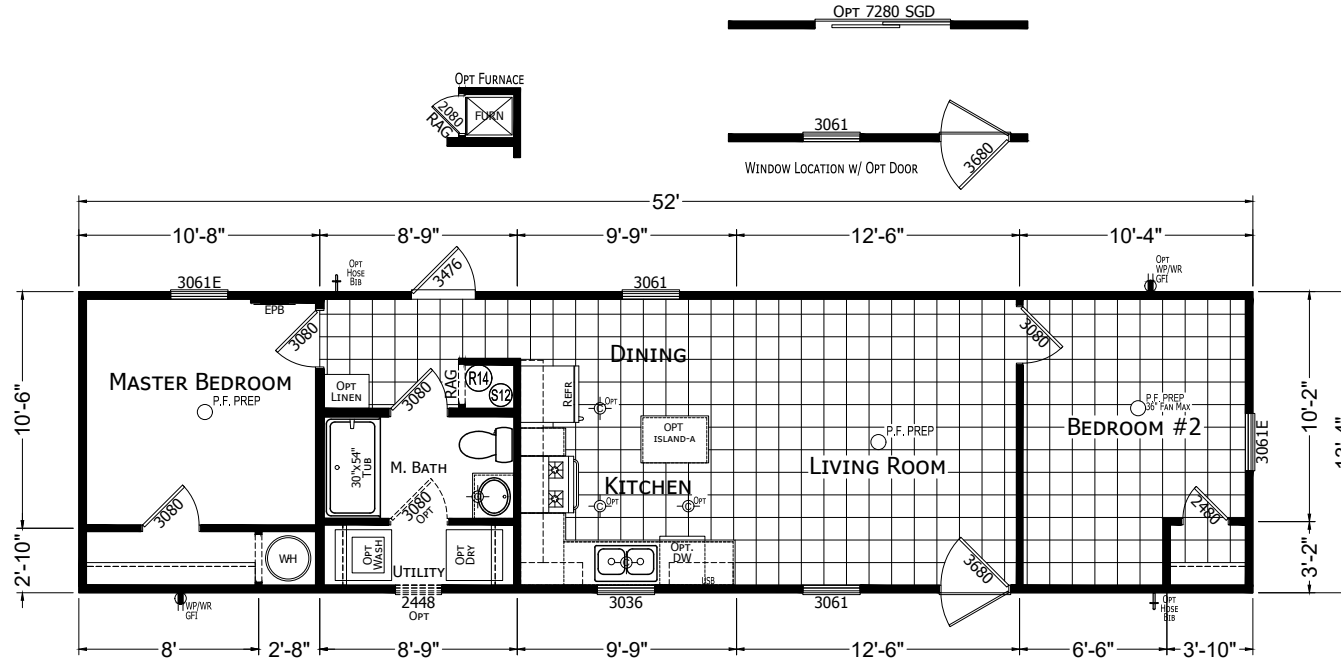 OPT 7280 SGD
OPT FURNACE
2080
FURN
RAG
3061
3680
WINDOW LOCATION W/ OPT DOOR
52'
10'-8"
8'-9"
9'-9"
12'-6"
10'-4"
3061E
OPT
HOSE
BIB
3476
3061
OPT
WP/WR
GFI
EPB
3080
3080
DINING
MASTER BEDROOM
P.F. PREP
OPT
LINEN
3080
RAG
R14
S12
REFR
OPT
OPT
ISLAND-A
P.F. PREP
36" FAN MAX
BEDROOM #2
3061E
10'-6"
10'-2"
P.F. PREP
LIVING ROOM
30"x54"
TUB
M. BATH
3080
OPT
KITCHEN
OPT
OPT
3080
2480
2'-10"
3'-2"
WH
OPT
WASH
UTILITY
OPT
DRY
OPT.
DW
USB
3680
WP/WR
GFI
2448
OPT
3036
3061
OPT
HOSE
BIB
8'
2'-8"
8'-9"
9'-9"
12'-6"
6'-6"
3'-10"